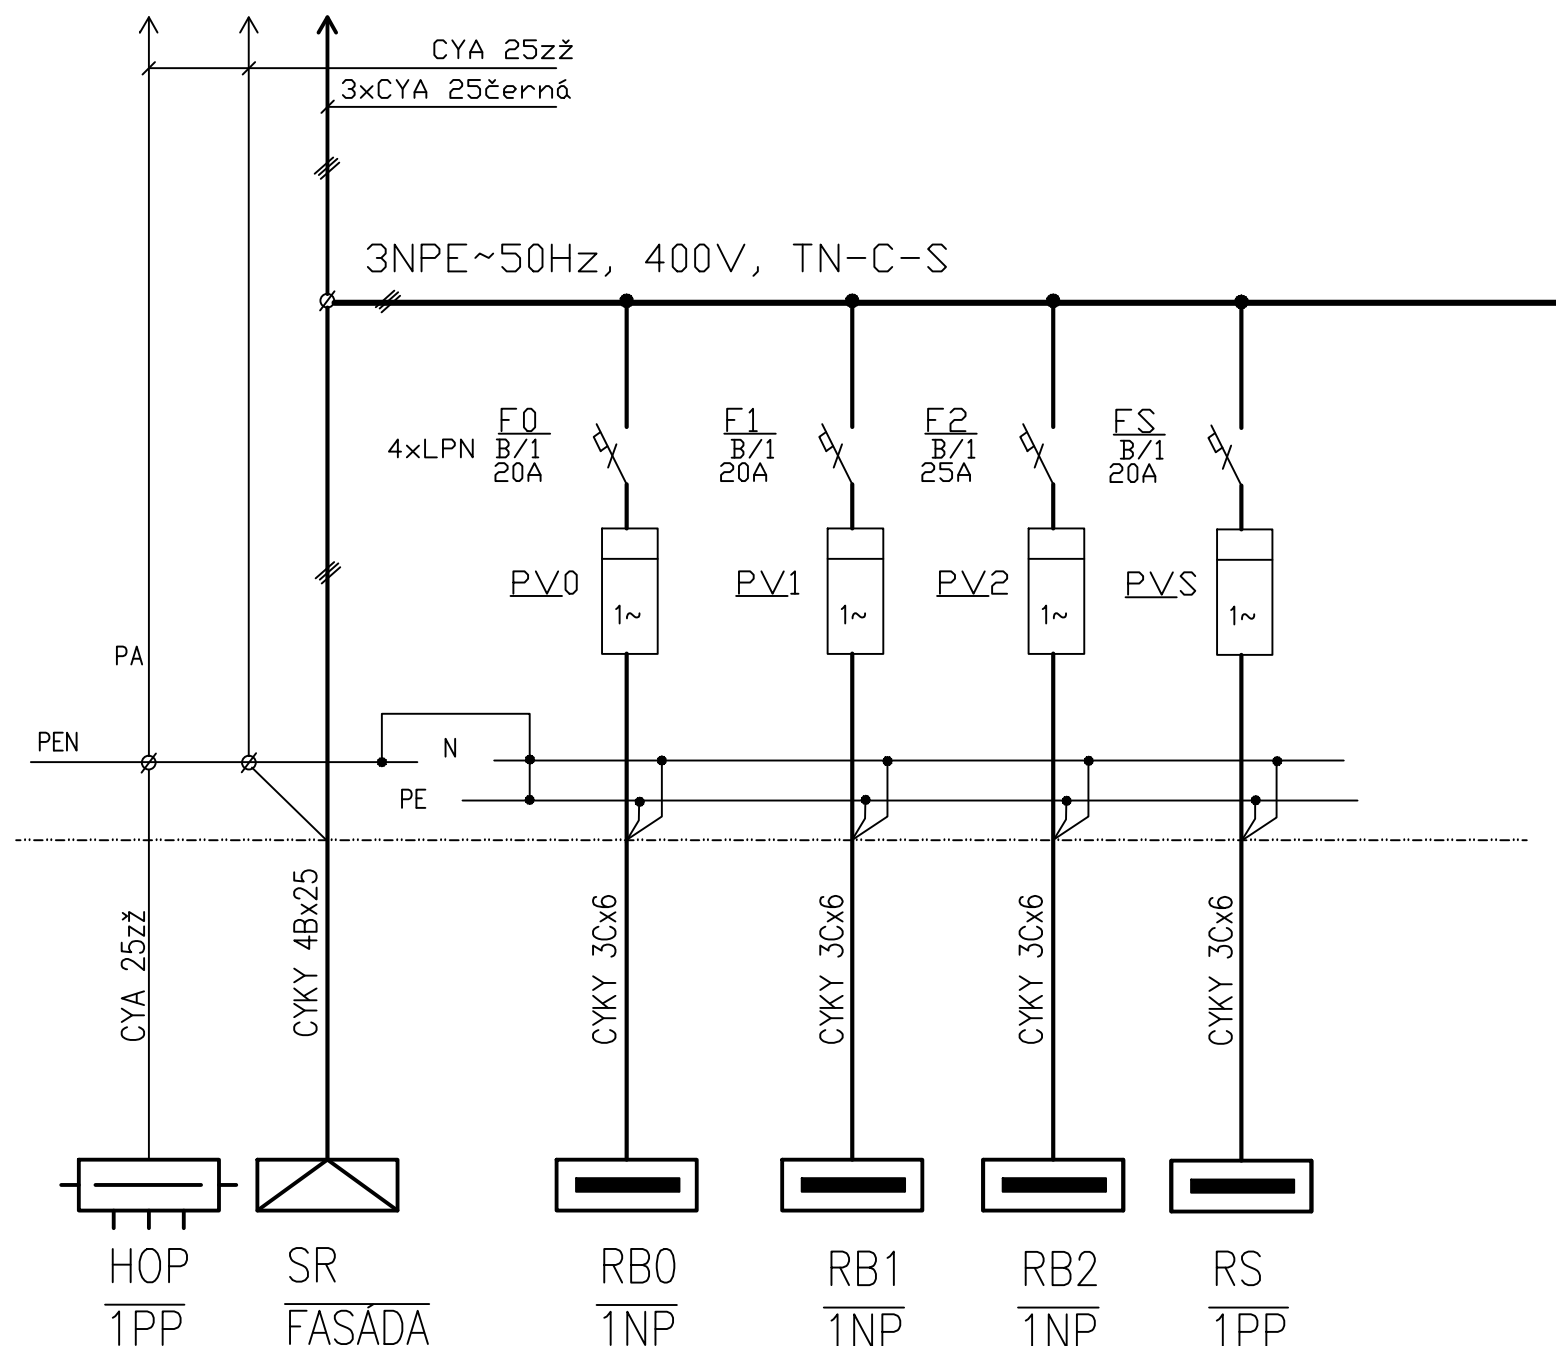 CYA 25zž
3xCYA 25černá
3NPE~50Hz, 400V, TN-C-S
4xLPN
F0
B/1
20A
F1
B/1
20A
F2
B/1
25A
FS
B/1
20A
PV0
1~
PV1
1~
PV2
1~
PVS
1~
PA
PEN
N
PE
CYA 25zž
CYKY 4Bx25
CYKY 3Cx6
CYKY 3Cx6
CYKY 3Cx6
CYKY 3Cx6
HOP
1PP
SR
FASÁDA
RB0
1NP
RB1
1NP
RB2
1NP
RS
1PP